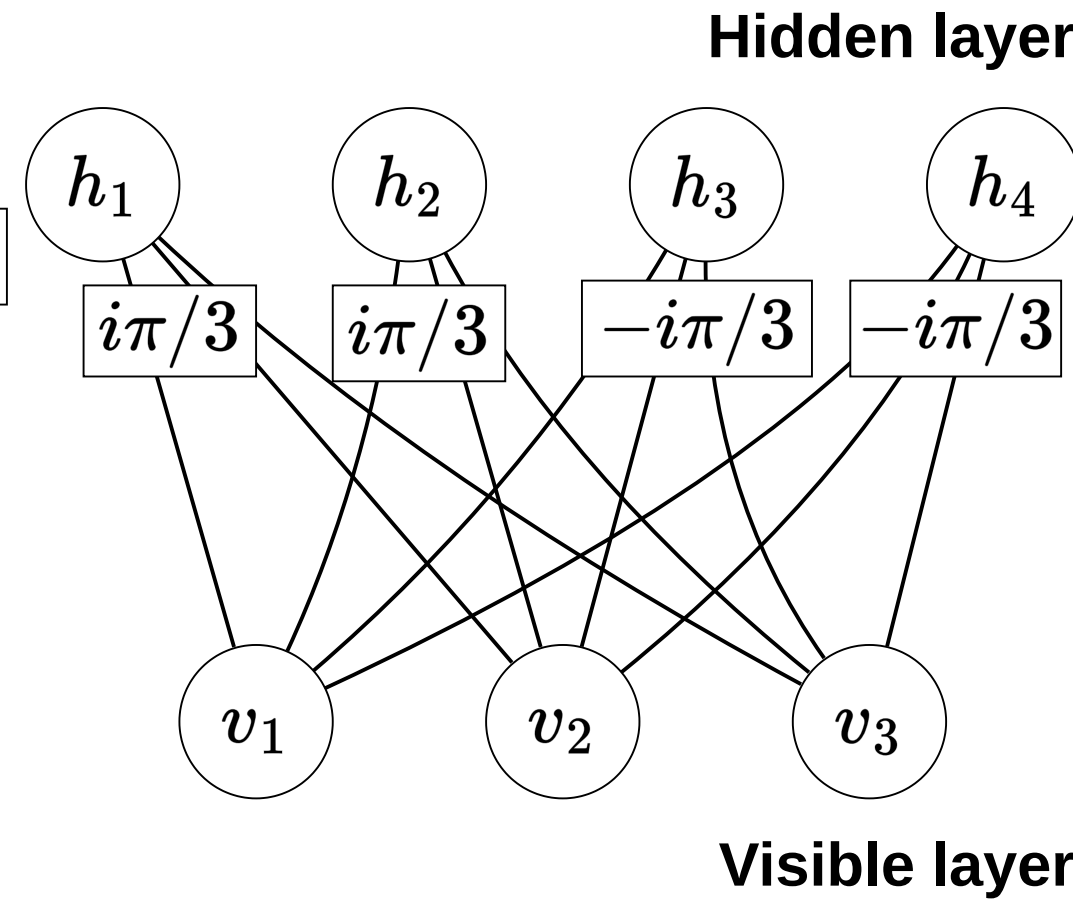 Hidden layer
h₁ h₂ h₃ h₄
iπ/3 iπ/3 −iπ/3 −iπ/3
v₁ v₂ v₃
Visible layer